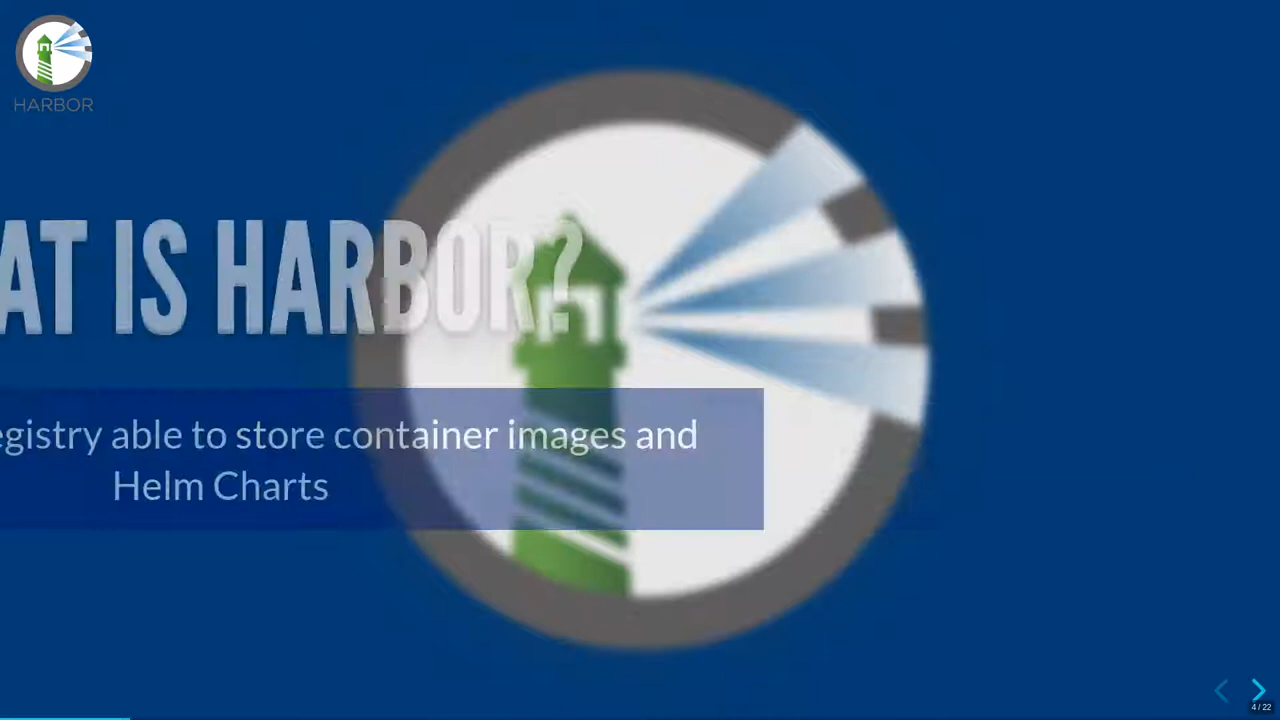 HARBOR
AT IS HARBOR?
egistry able to store container images and
Helm Charts
4 / 22